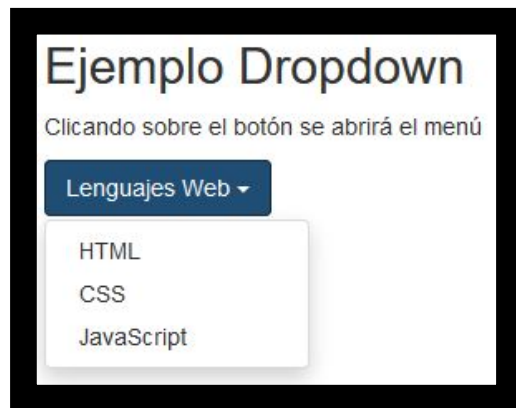 Ejemplo Dropdown
Clicando sobre el botón se abrirá el menú
Lenguajes Web
HTML
CSS
JavaScript